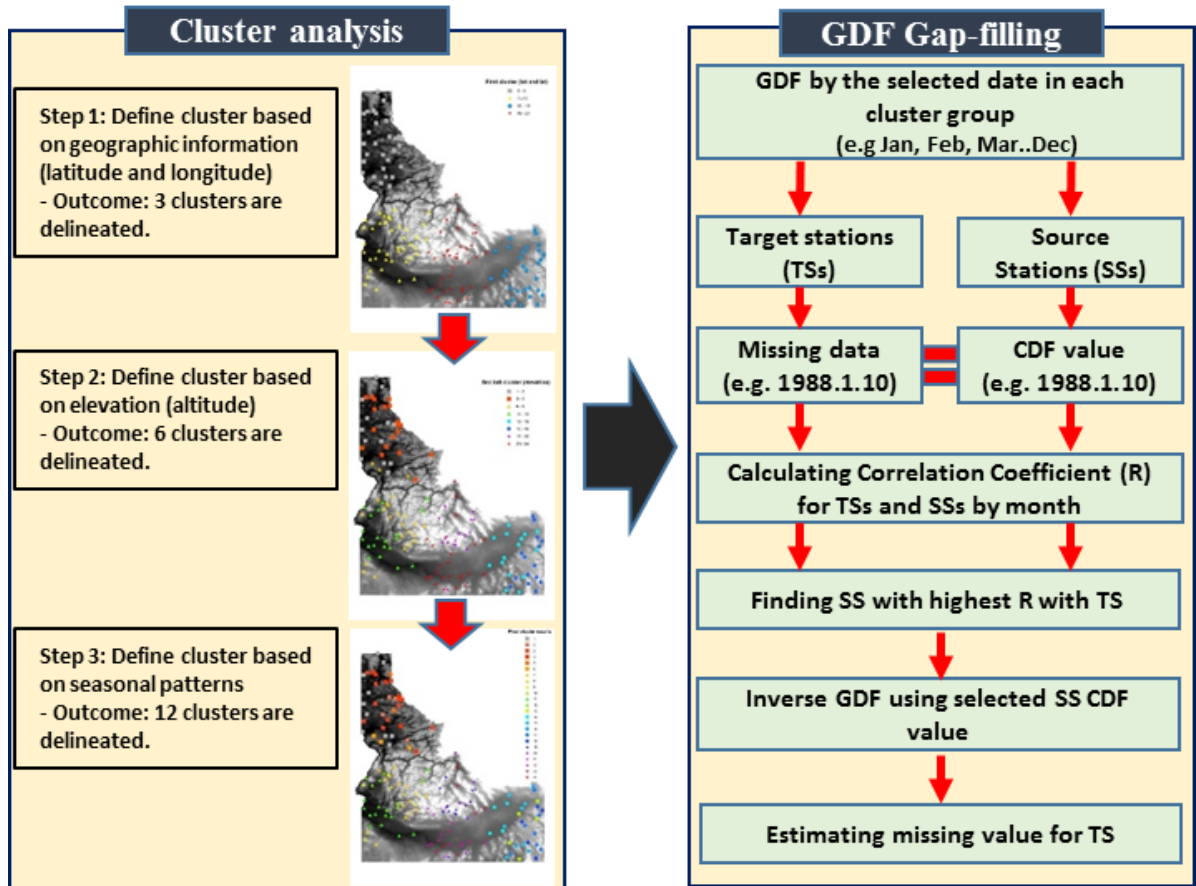 Cluster analysis
Step 1: Define cluster based
on geographic information
(latitude and longitude)
- Outcome: 3 clusters are
delineated.
Step 2: Define cluster based
on elevation (altitude)
- Outcome: 6 clusters are
delineated.
Step 3: Define cluster based
on seasonal patterns
- Outcome: 12 clusters are
delineated.
GDF Gap-filling
GDF by the selected date in each
cluster group
(e.g Jan, Feb, Mar..Dec)
Target stations
(TSs)
Source
Stations (SSs)
Missing data
(e.g. 1988.1.10)
CDF value
(e.g. 1988.1.10)
Calculating Correlation Coefficient (R)
for TSs and SSs by month
Finding SS with highest R with TS
Inverse GDF using selected SS CDF
value
Estimating missing value for TS